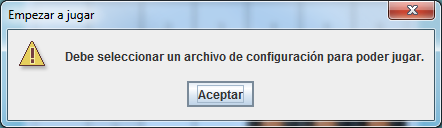 Empezar a jugar
Debe seleccionar un archivo de configuración para poder jugar.
Aceptar